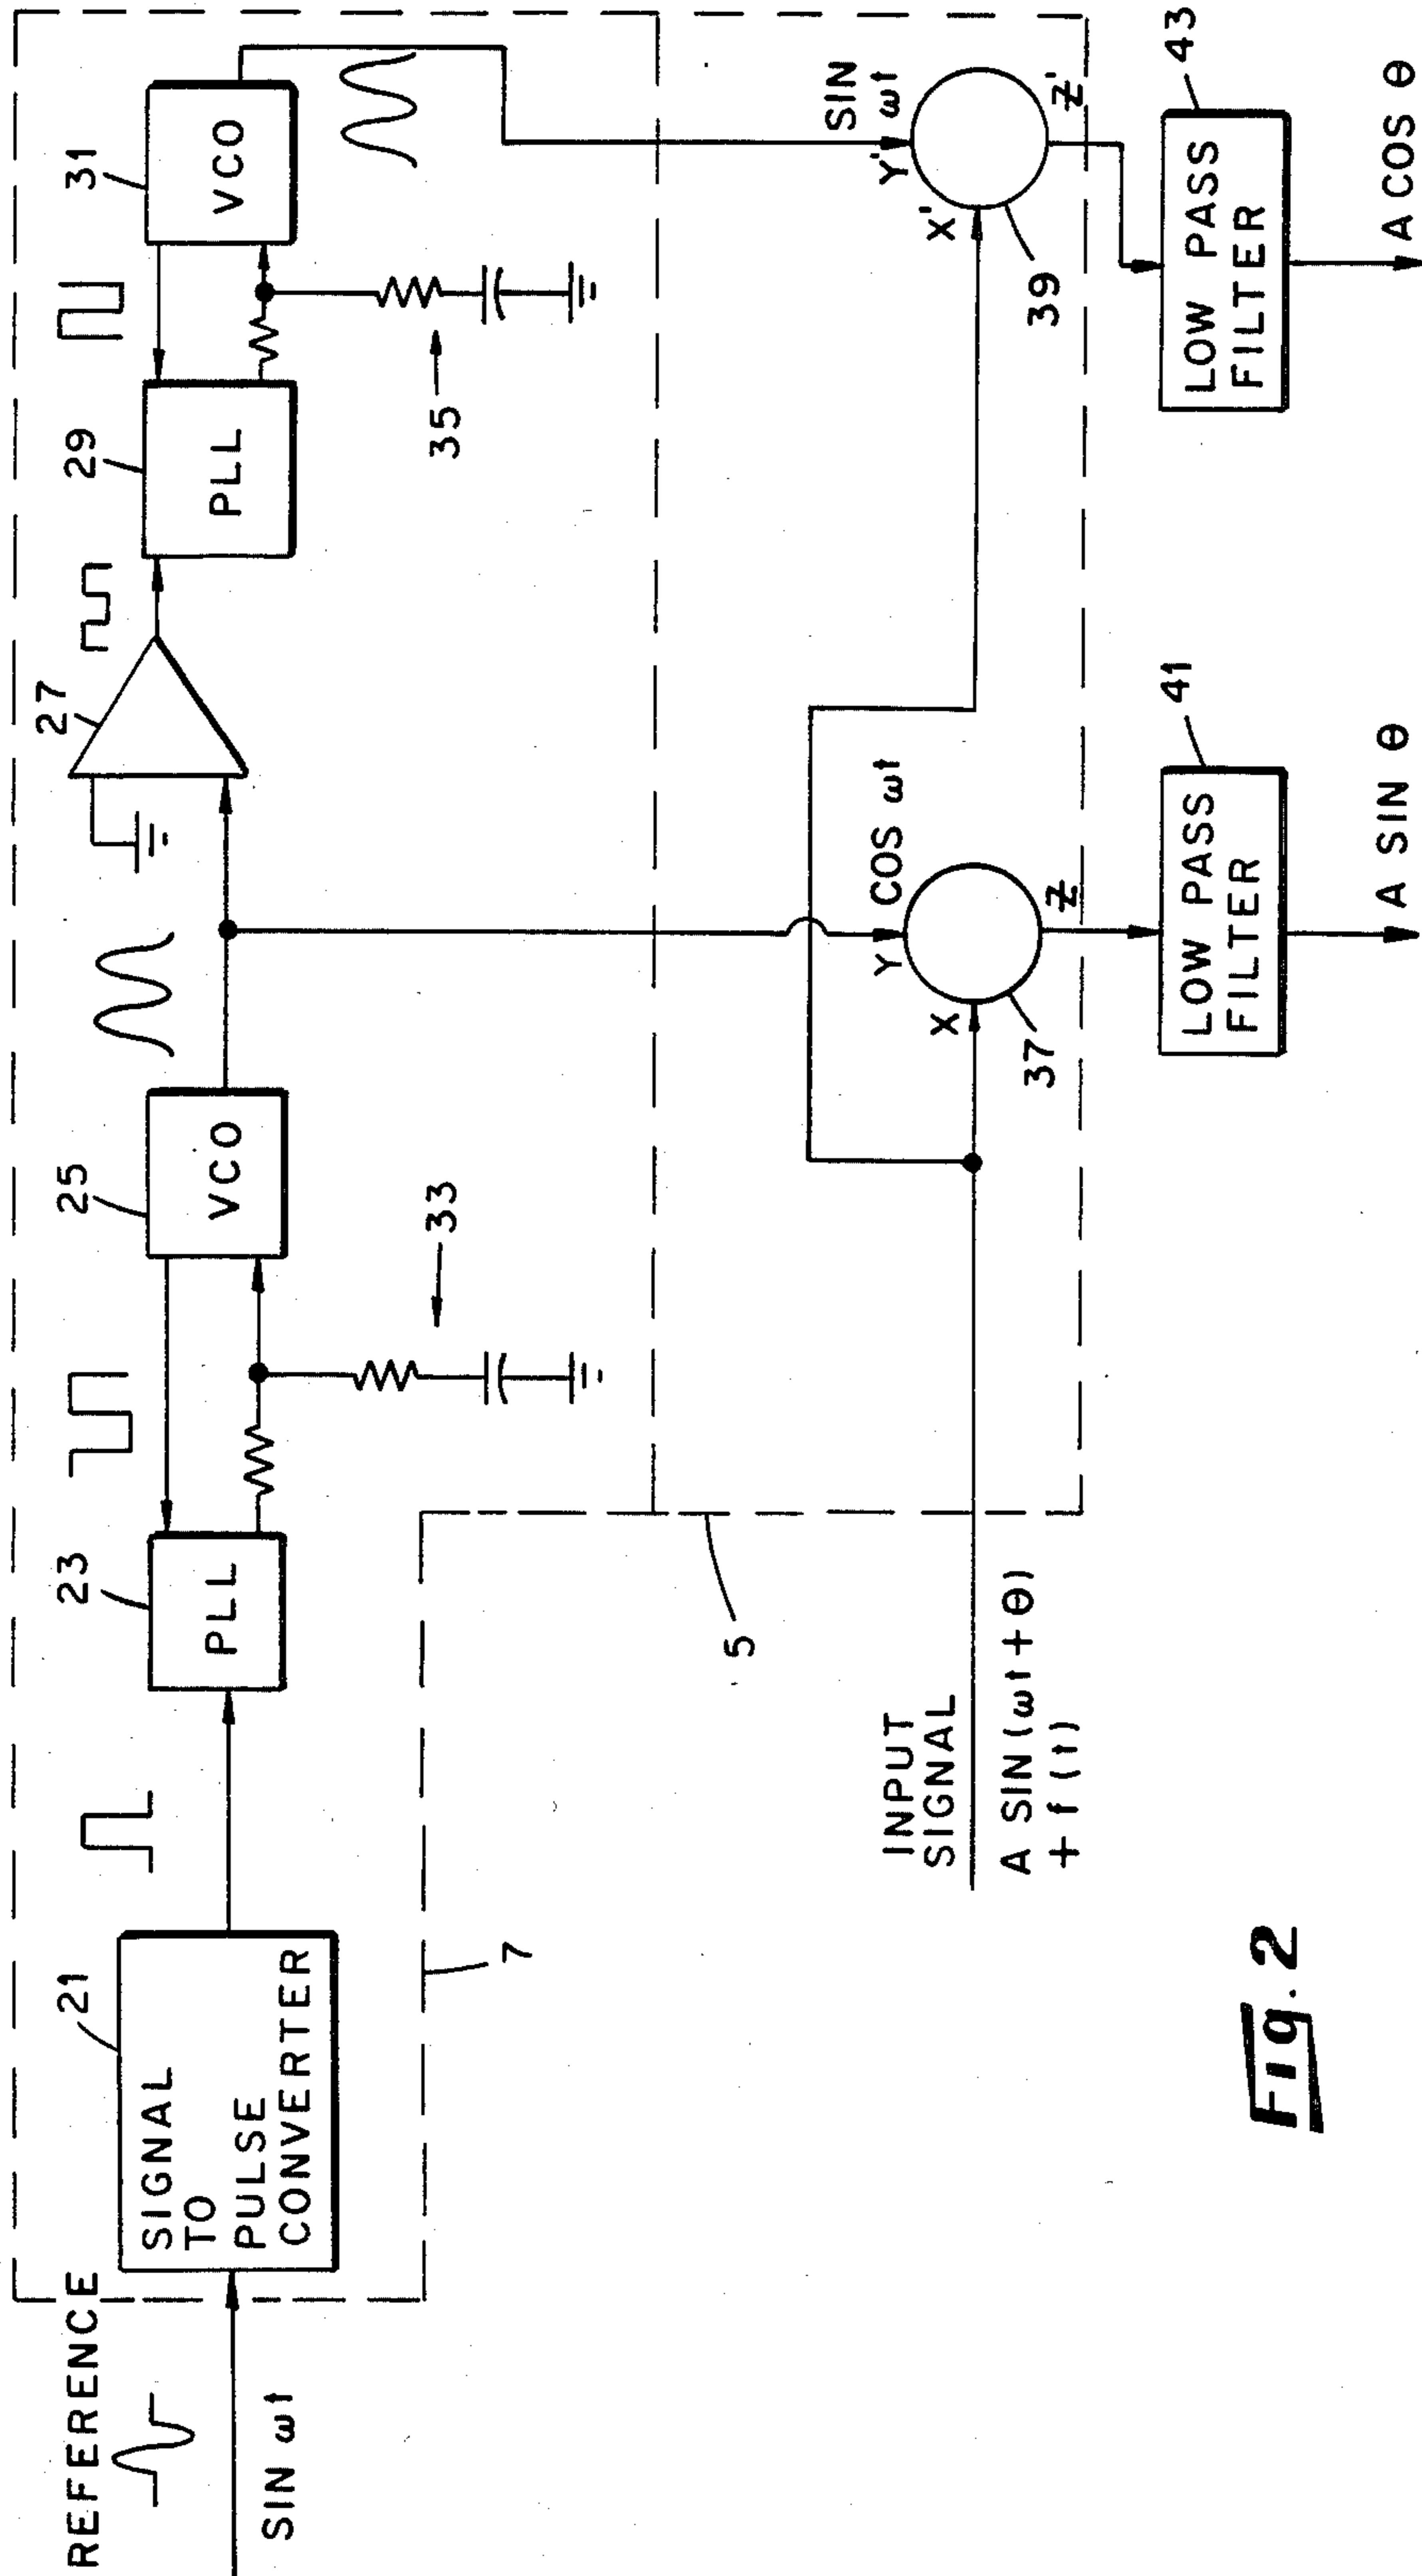 REFERENCE
SIN ωt
21
SIGNAL
TO
PULSE
CONVERTER
7
23
PLL
33
25
VCO
27
29
PLL
35
31
VCO
5
INPUT
SIGNAL
A SIN (ωt + θ)
+ f (t)
X
Y
COS ωt
Z
37
X'
Y'
SIN
ωt
Z'
39
41
LOW PASS
FILTER
A SIN θ
43
LOW PASS
FILTER
A COS θ
Fig. 2